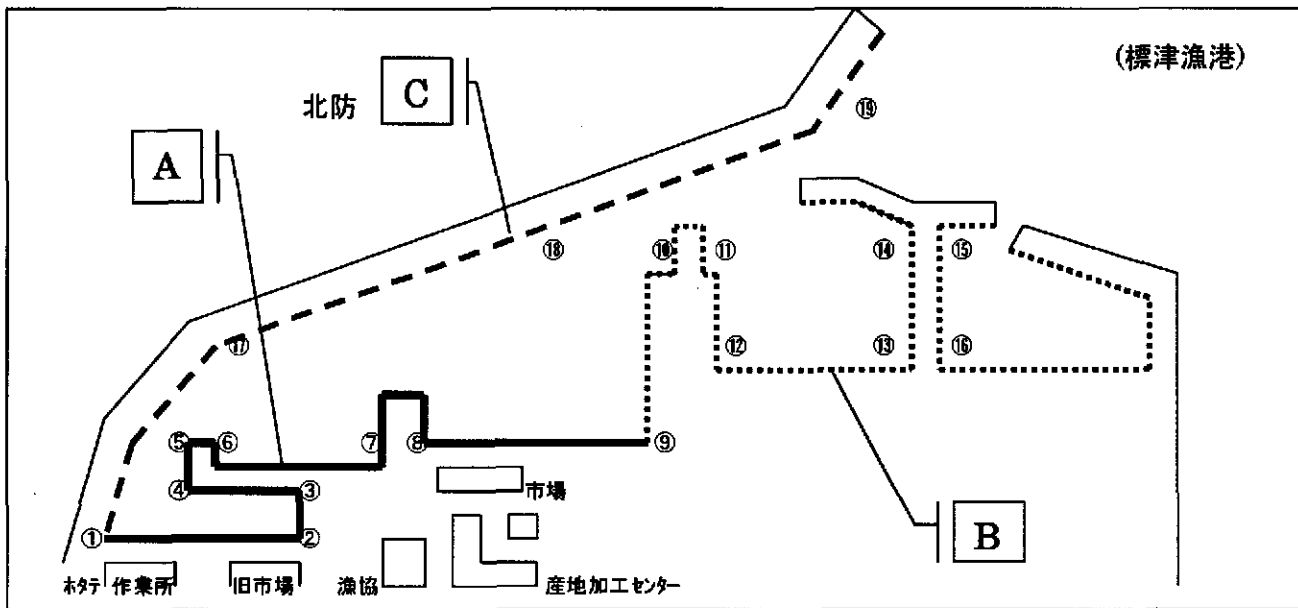 (標津漁港)
北防
C
A
⑲
⑱
⑩
⑪
⑭
⑮
⑰
⑫
⑬
⑯
⑤
⑥
⑦
⑧
⑨
④
③
市場
①
②
B
ホタテ 作業所
旧市場
漁協
産地加工センター